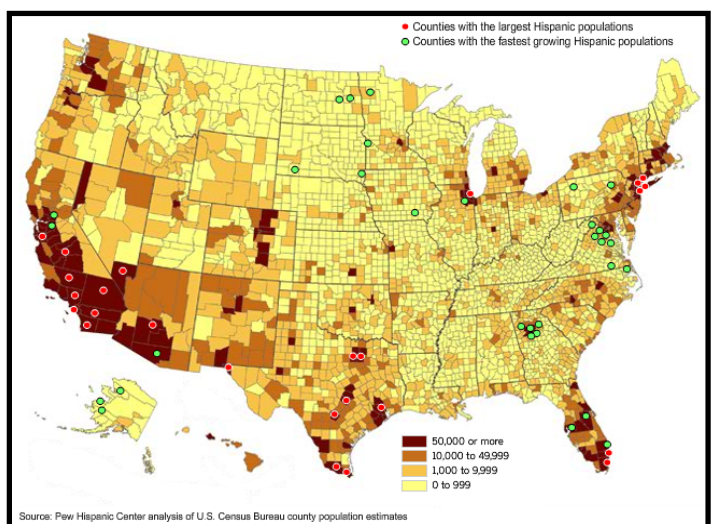 Counties with the largest Hispanic populations
Counties with the fastest growing Hispanic populations
50,000 or more
10,000 to 49,999
1,000 to 9,999
0 to 999
Source: Pew Hispanic Center analysis of U.S. Census Bureau county population estimates